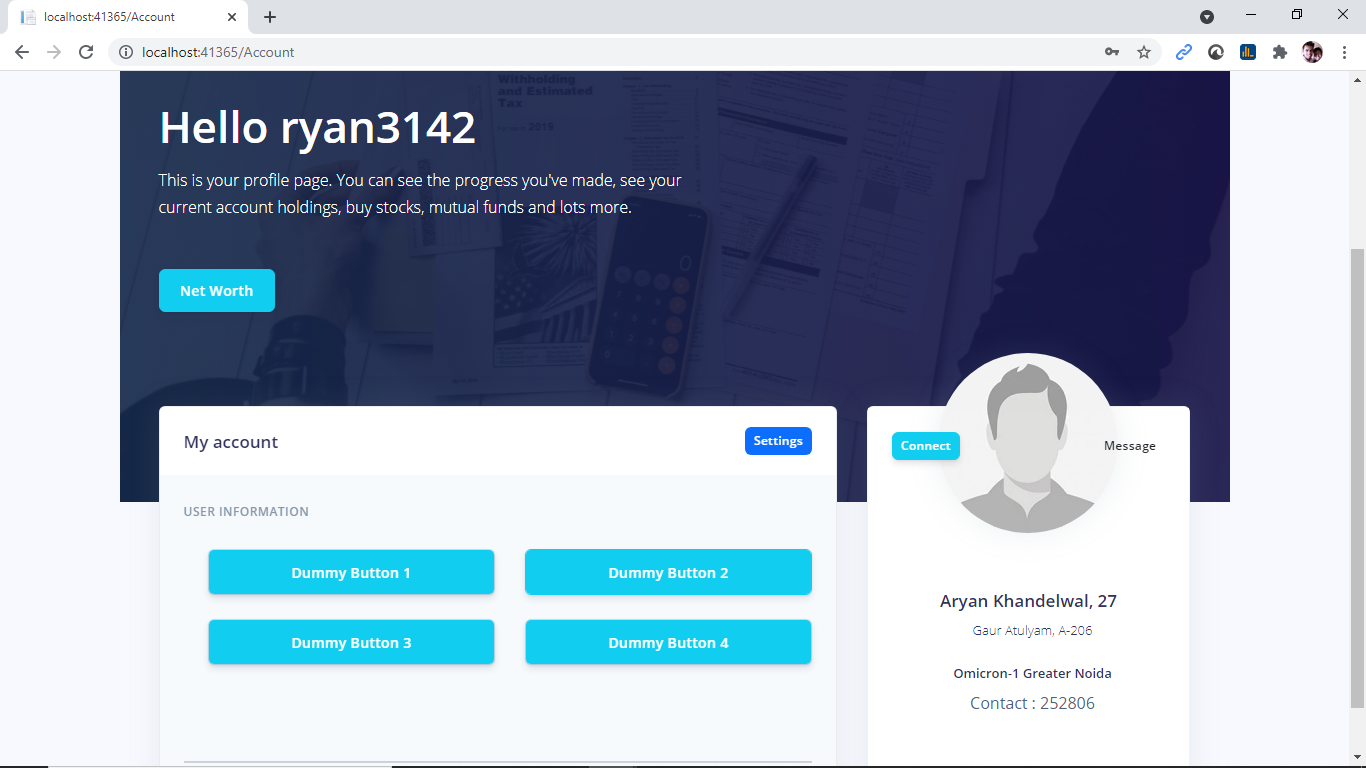 localhost:41365/Account
localhost:41365/Account
Withholding
and Estimated
Tax
2019
Hello ryan3142
This is your profile page. You can see the progress you've made, see your
current account holdings, buy stocks, mutual funds and lots more.
Net Worth
My account
Settings
USER INFORMATION
Dummy Button 1
Dummy Button 2
Dummy Button 3
Dummy Button 4
Connect
Message
Aryan Khandelwal, 27
Gaur Atulyam, A-206
Omicron-1 Greater Noida
Contact : 252806